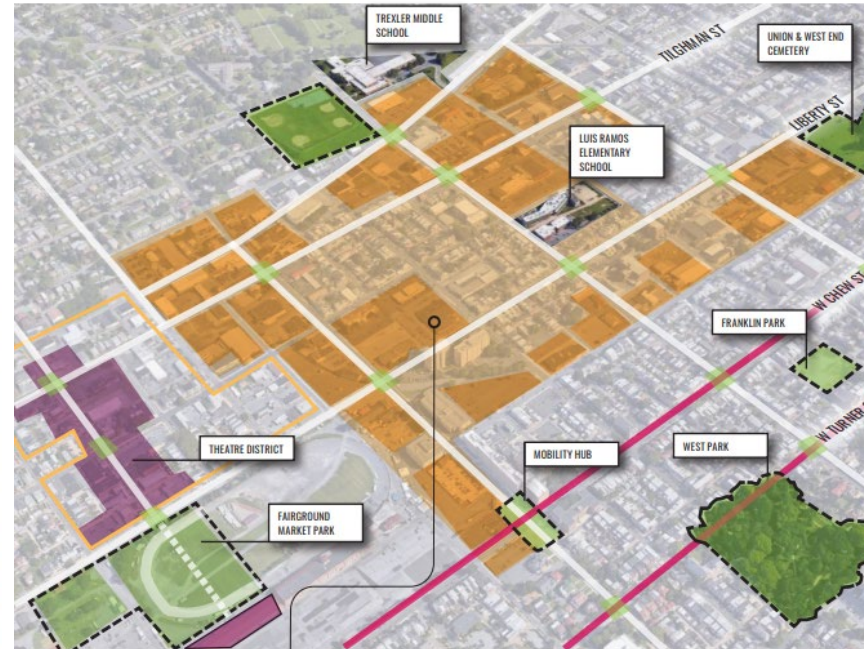 TREXLER MIDDLE
SCHOOL
UNION & WEST END
CEMETERY
TILGHMAN ST
LIBERTY ST
LUIS RAMOS
ELEMENTARY
SCHOOL
W CHEW ST
FRANKLIN PARK
W TURNER
THEATRE DISTRICT
MOBILITY HUB
WEST PARK
FAIRGROUND
MARKET PARK